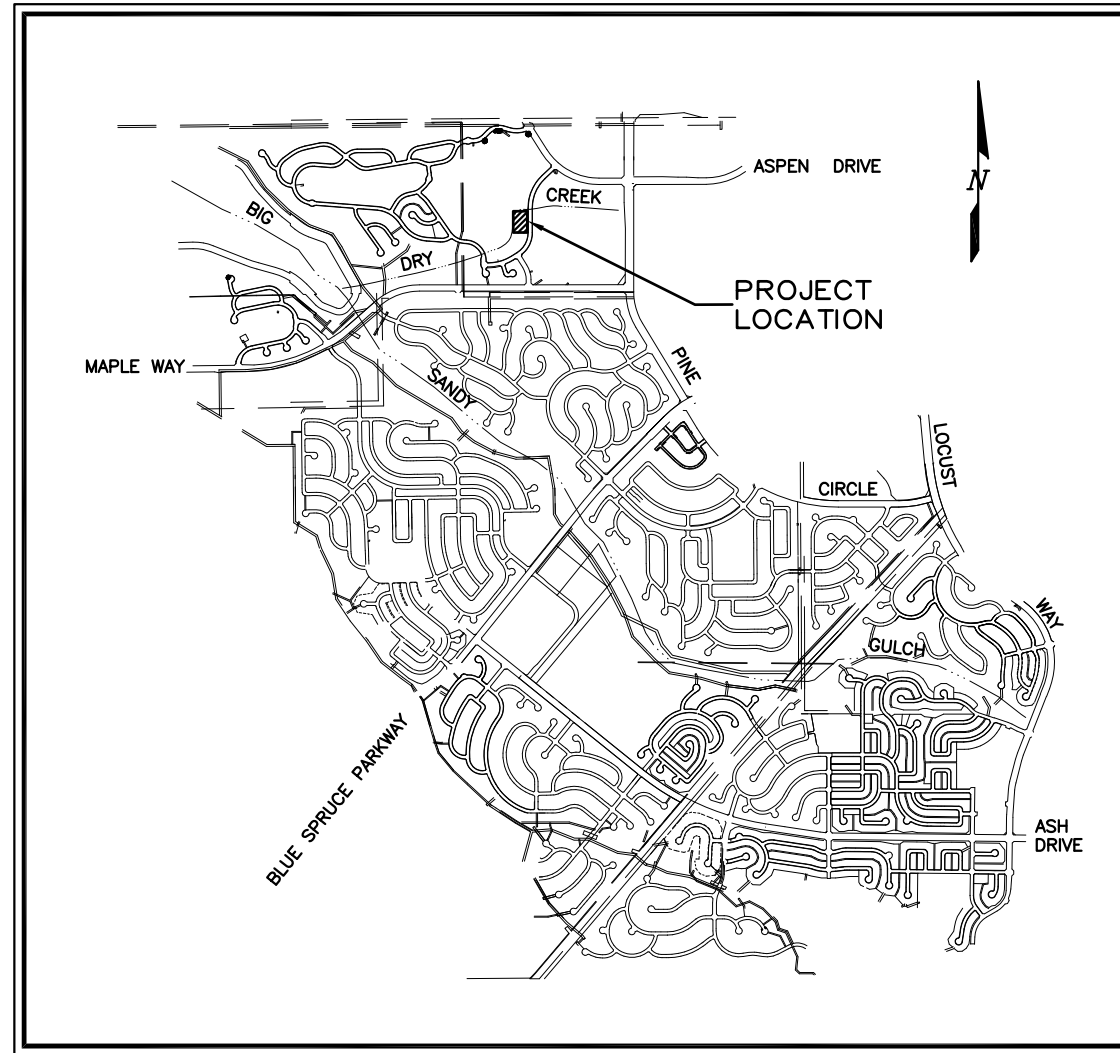 ASPEN DRIVE
N
CREEK
BIG
DRY
PROJECT
LOCATION
MAPLE WAY
PINE
SANDY
LOCUST
CIRCLE
WAY
GULCH
BLUE SPRUCE PARKWAY
ASH
DRIVE